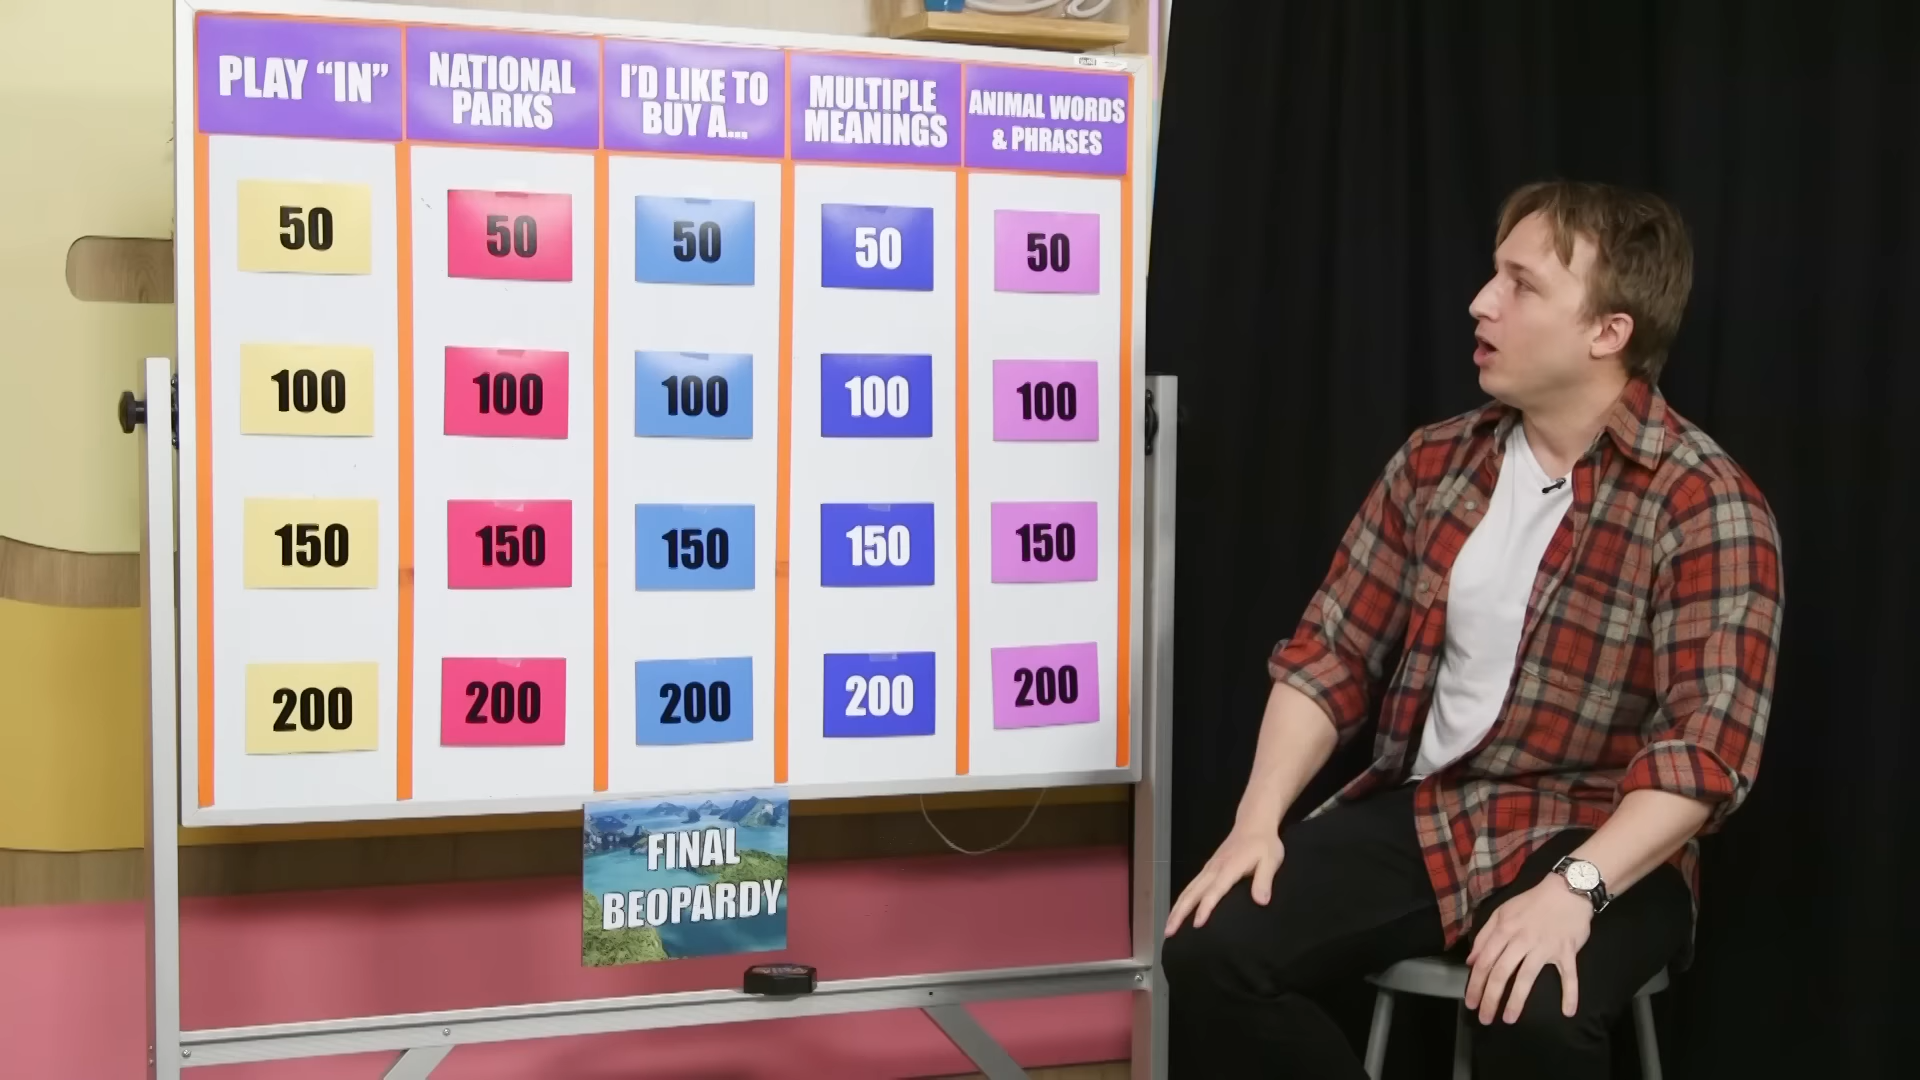 PLAY “IN”
NATIONAL
PARKS
I’D LIKE TO
BUY A...
MULTIPLE
MEANINGS
ANIMAL WORDS
& PHRASES
50
50
50
50
50
100
100
100
100
100
150
150
150
150
150
200
200
200
200
200
FINAL
BEOPARDY